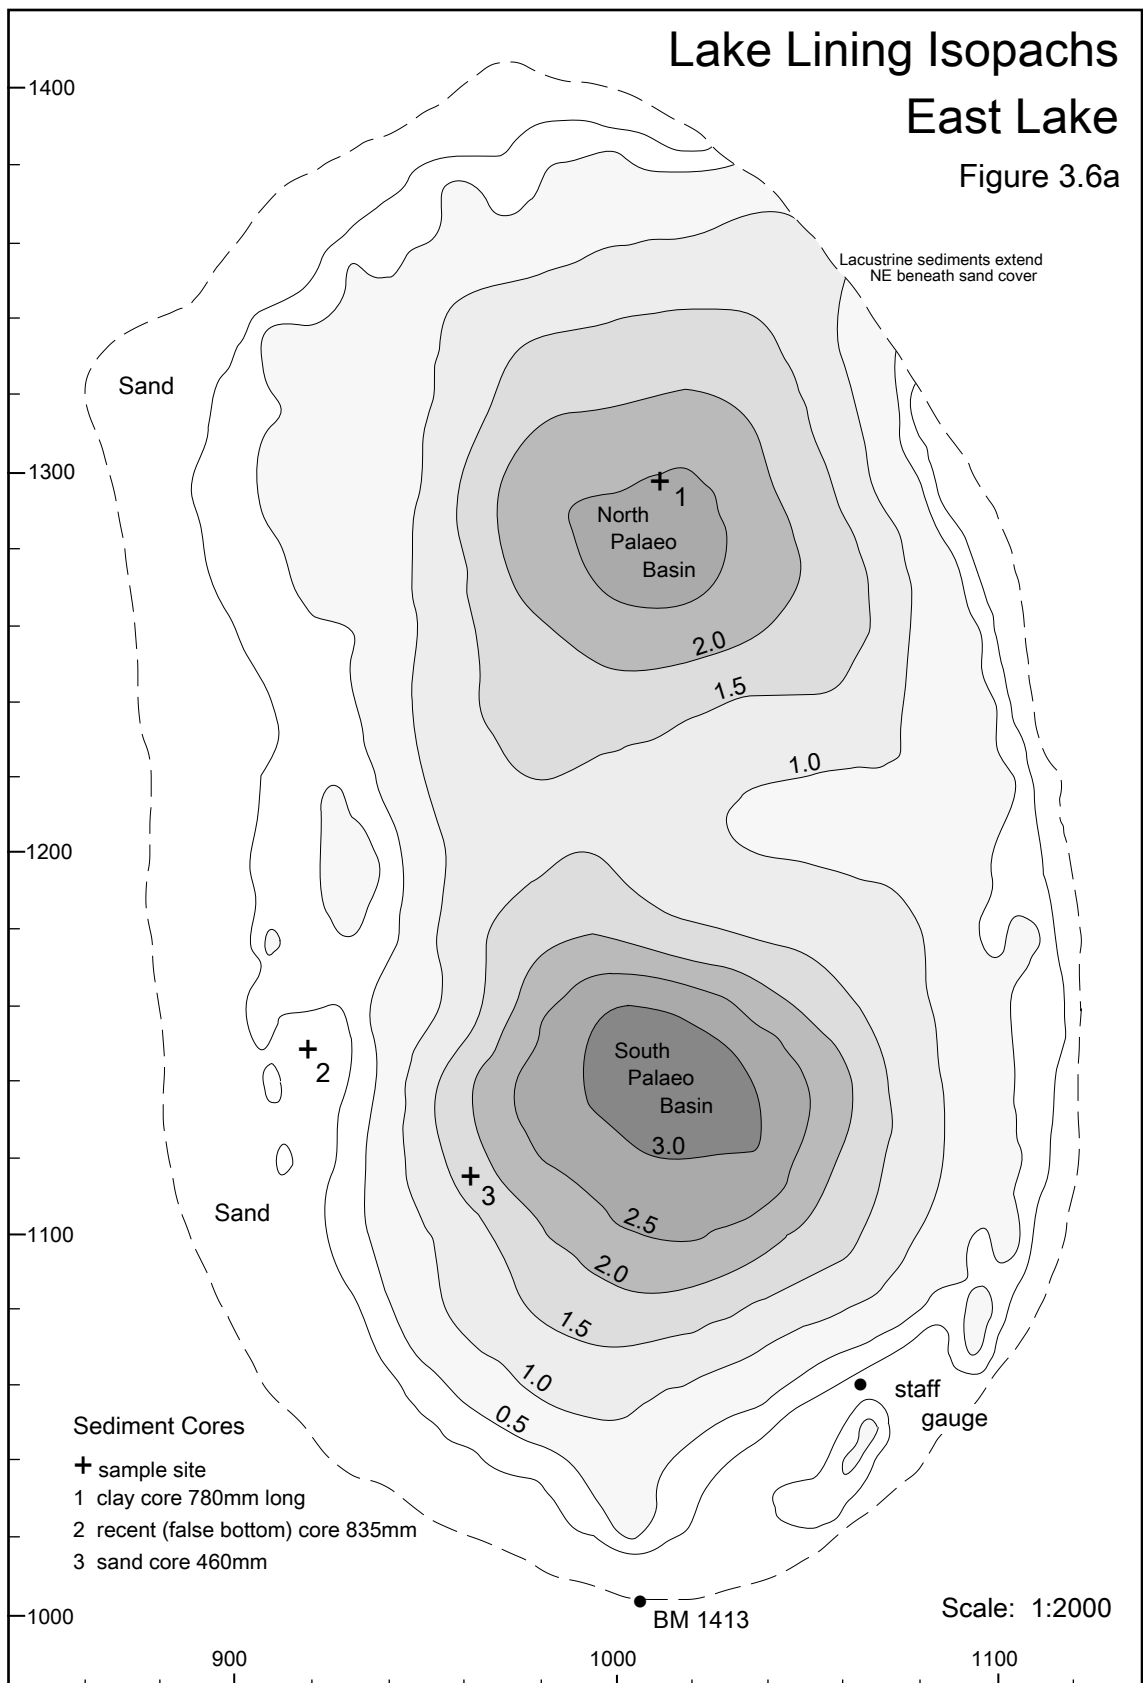 Lake Lining Isopachs
East Lake
Figure 3.6a
1400
Lacustrine sediments extend
NE beneath sand cover
Sand
1300
1
North
Palaeo
Basin
2.0
1.5
1.0
1200
South
Palaeo
Basin
3.0
2
3
Sand
2.5
1100
2.0
1.5
1.0
0.5
staff
gauge
Sediment Cores
+ sample site
1 clay core 780mm long
2 recent (false bottom) core 835mm
3 sand core 460mm
1000
BM 1413
Scale: 1:2000
900
1000
1100